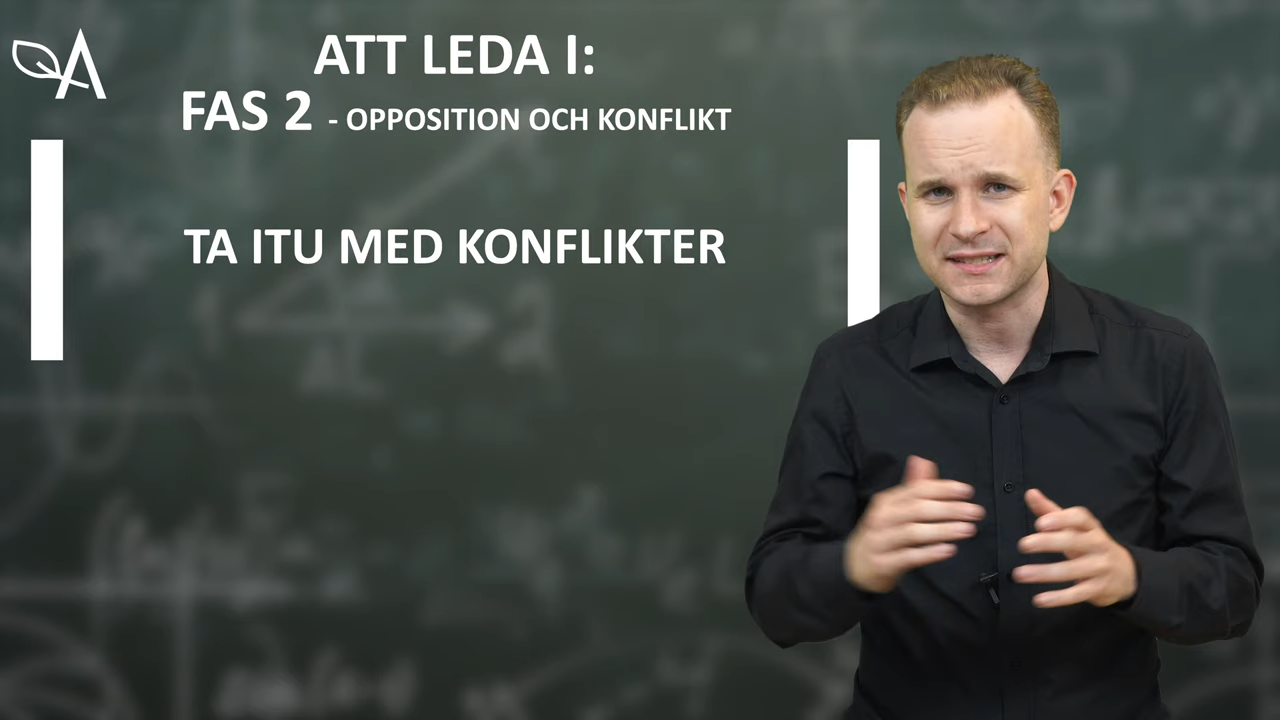 ATT LEDA I:
FAS 2 - OPPOSITION OCH KONFLIKT
TA ITU MED KONFLIKTER